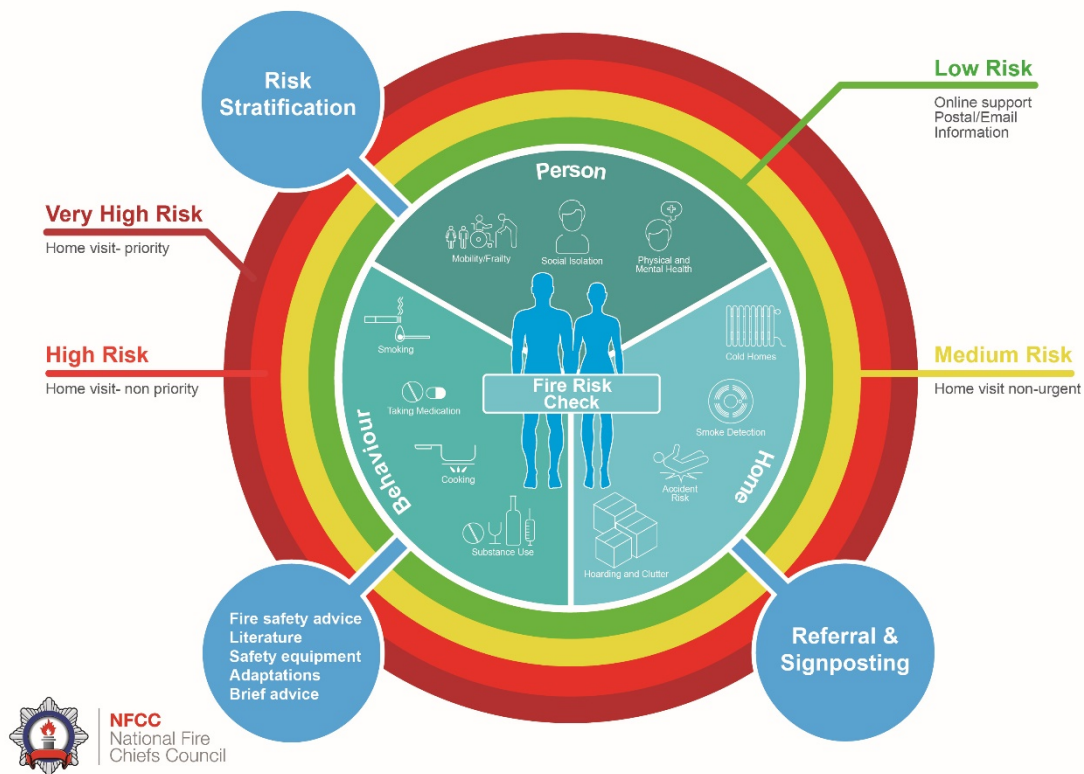 Risk
Stratification
Low Risk
Online support
Postal/Email
Information
Person
Mobility/Frailty
Social Isolation
Physical and
Mental Health
Very High Risk
Home visit- priority
High Risk
Home visit- non priority
Medium Risk
Home visit non-urgent
Fire Risk
Check
Behaviour
Smoking
Taking Medication
Cooking
Substance Use
Home
Cold Homes
Smoke Detection
Accident
Risk
Hoarding and Clutter
Fire safety advice
Literature
Safety equipment
Adaptations
Brief advice
Referral &
Signposting
NFCC
National Fire
Chiefs Council